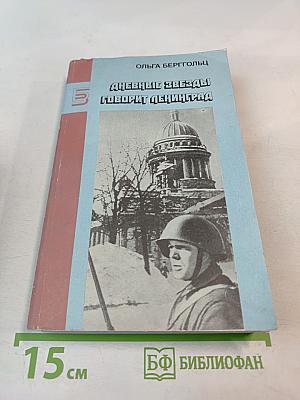 ОЛЬГА БЕРГГОЛЬЦ
ДНЕВНЫЕ ЗВЕЗДЫ
ГОВОРИТ ЛЕНИНГРАД
15 см
БФ БИБЛИОФАН